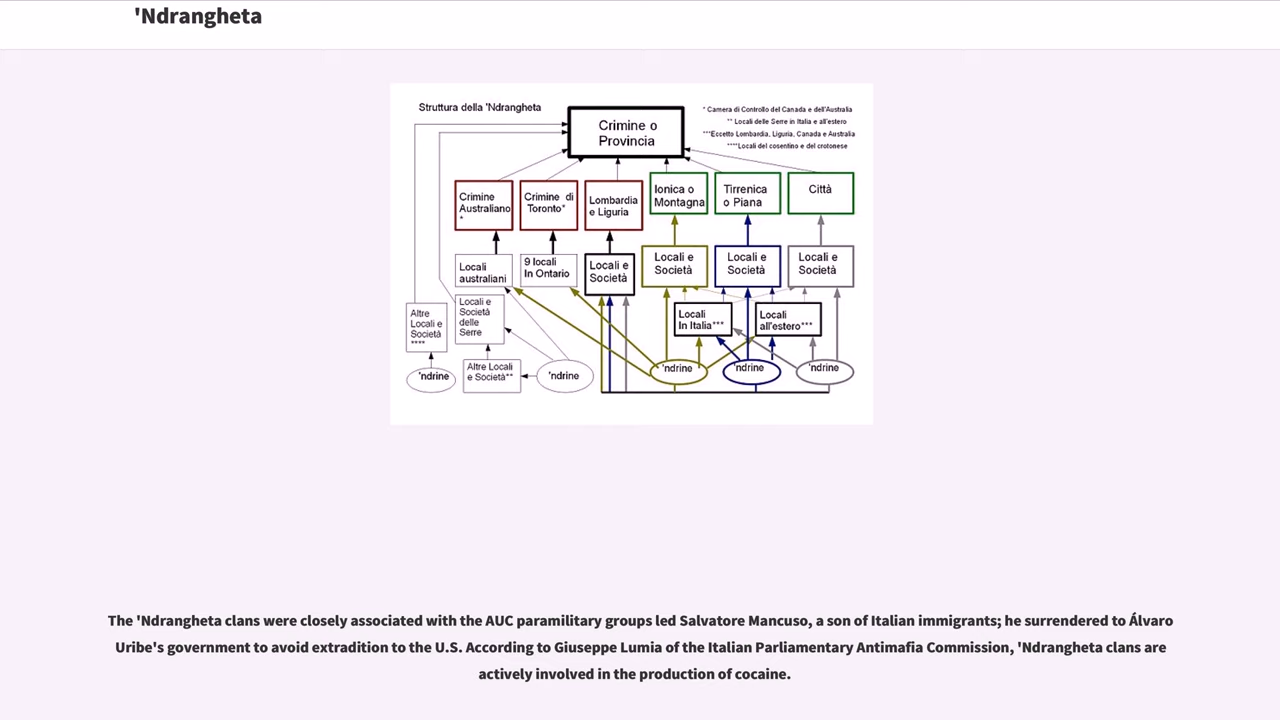 'Ndrangheta
Struttura della 'Ndrangheta
* Camera di Controllo del Canada e dell'Australia
** Locali delle Serre in Italia e all'estero
***Eccetto Lombardia, Liguria, Canada e Australia
****Locali del cosentino e del crotonese
Crimine o
Provincia
Crimine
Australiano
*
Crimine di
Toronto*
Lombardia
e Liguria
Ionica o
Montagna
Tirrenica
o Piana
Città
Locali
australiani
9 locali
In Ontario
Locali e
Società
Locali e
Società
Locali e
Società
Locali e
Società
Altre
Locali e
Società
****
Locali e
Società
delle
Serre
Locali
In Italia***
Locali
all'estero***
'ndrine
Altre Locali
e Società**
'ndrine
'ndrine
'ndrine
'ndrine
The 'Ndrangheta clans were closely associated with the AUC paramilitary groups led Salvatore Mancuso, a son of Italian immigrants; he surrendered to Álvaro
Uribe's government to avoid extradition to the U.S. According to Giuseppe Lumia of the Italian Parliamentary Antimafia Commission, 'Ndrangheta clans are
actively involved in the production of cocaine.